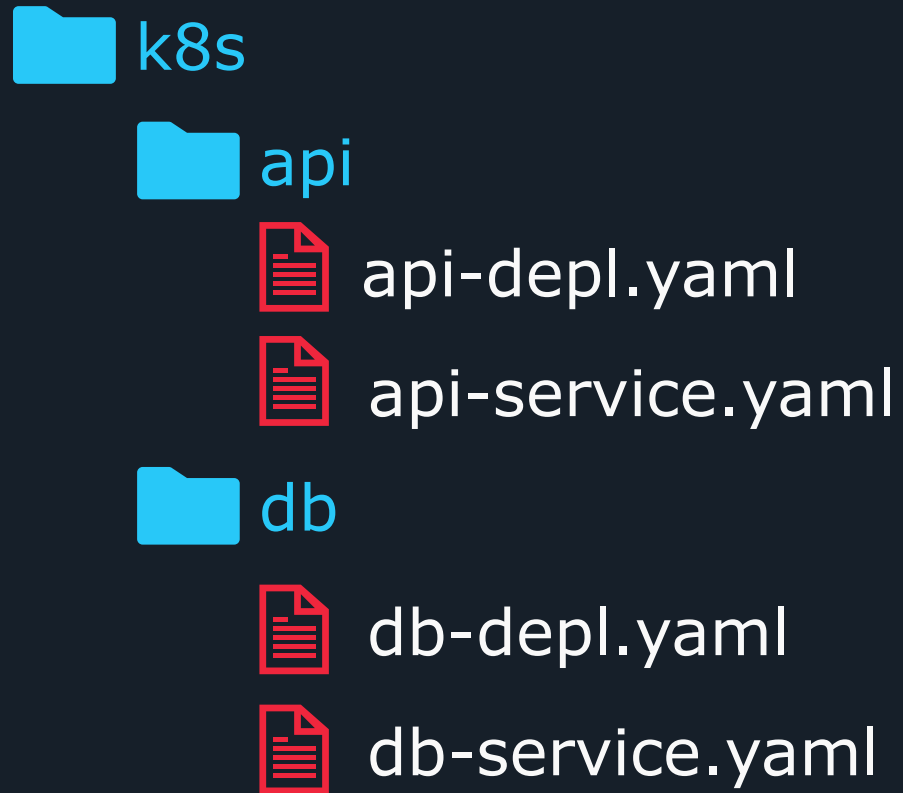 k8s
api
api-depl.yaml
api-service.yaml
db
db-depl.yaml
db-service.yaml